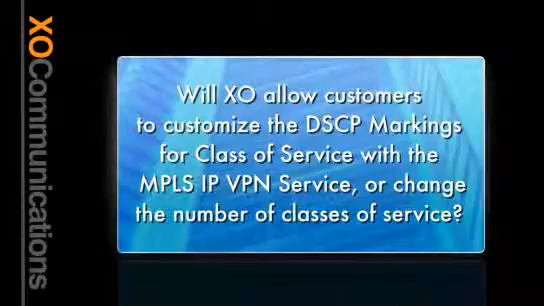 XOCommunications
Will XO allow customers
to customize the DSCP Markings
for Class of Service with the
MPLS IP VPN Service, or change
the number of classes of service?